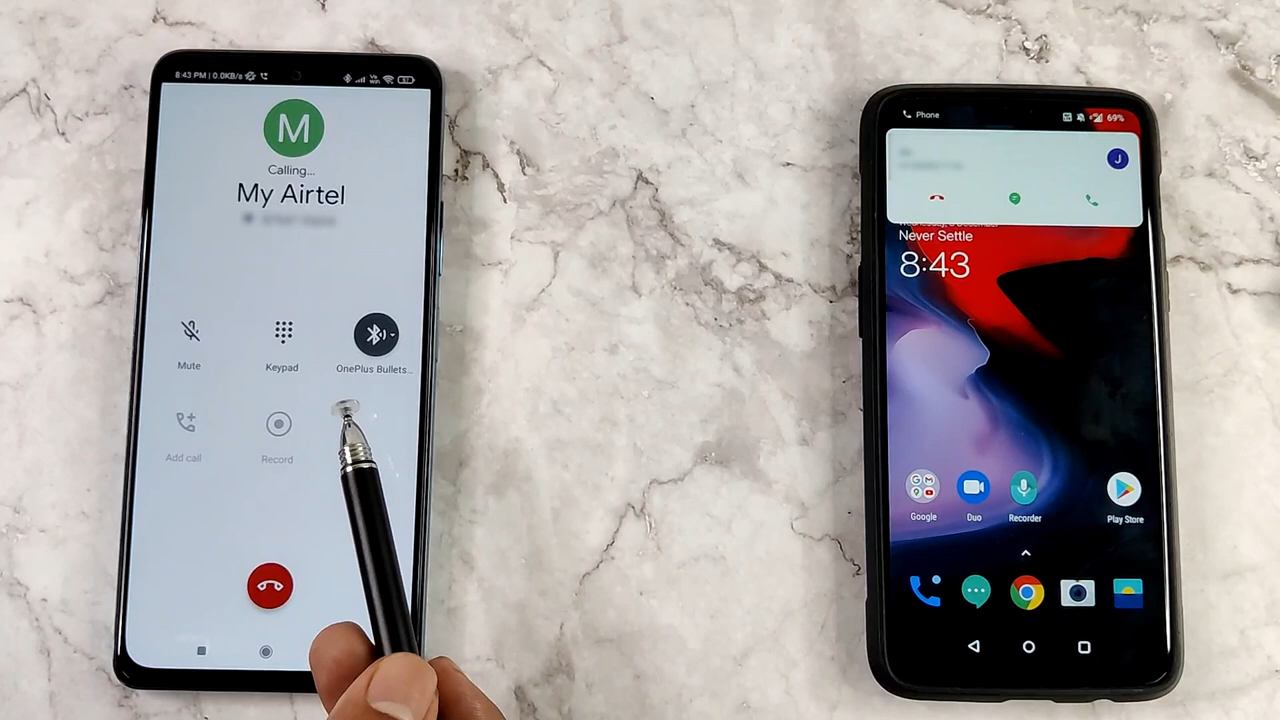 8:43 PM | 0.0KB/s
M
Calling...
My Airtel
Mute
Keypad
OnePlus Bullets...
Add call
Record
Phone
69%
J
Never Settle
8:43
Google
Duo
Recorder
Play Store